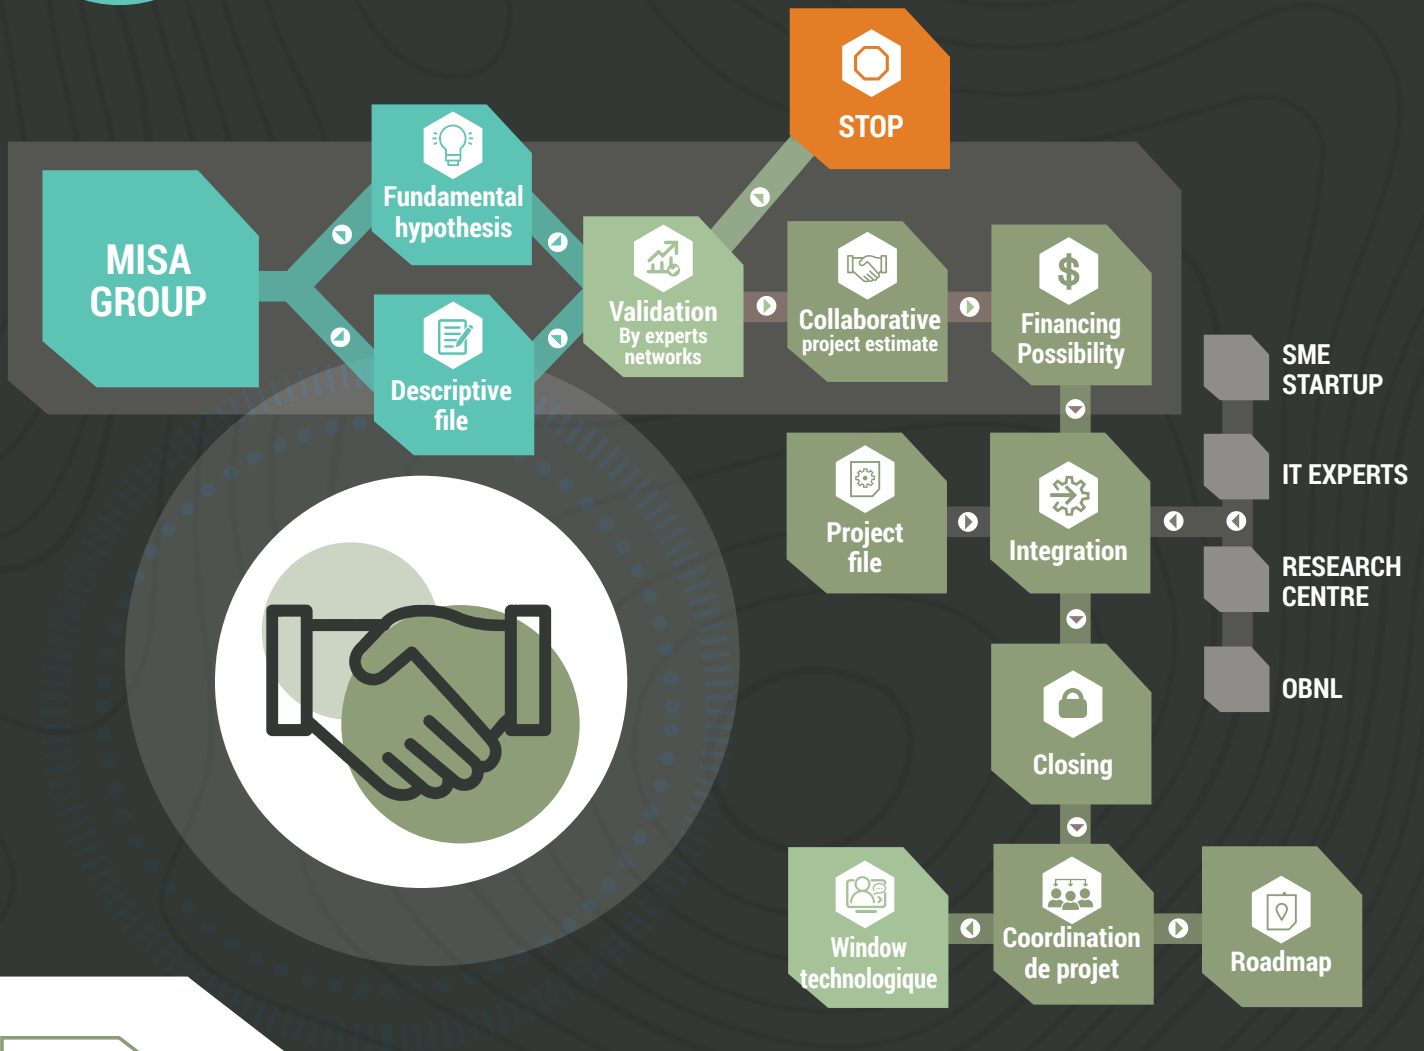 STOP
Fundamental
hypothesis
MISA
GROUP
Validation
By experts
networks
Collaborative
project estimate
Financing
Possibility
Descriptive
file
SME
STARTUP
IT EXPERTS
Project
file
Integration
RESEARCH
CENTRE
OBNL
Closing
Window
technologique
Coordination
de projet
Roadmap